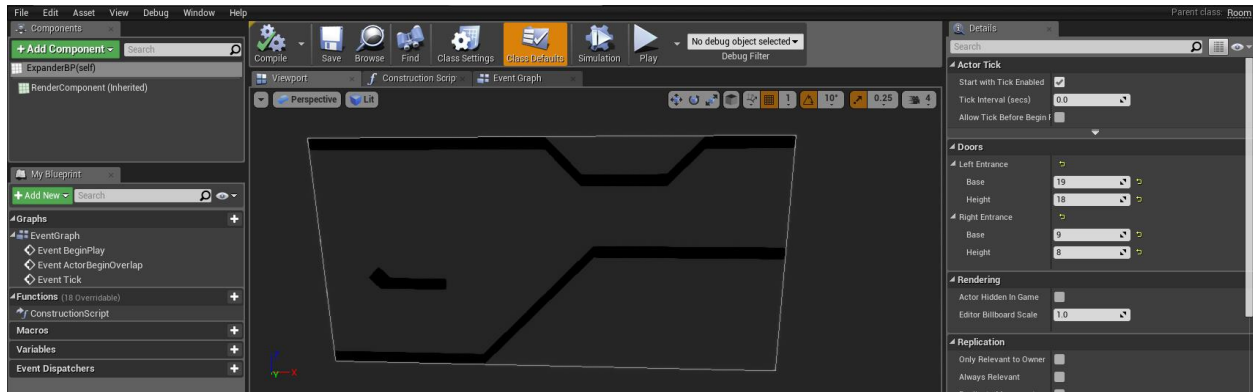 File Edit Asset View Debug Window Help
Parent class: Room
Components
+Add Component Search
ExpanderBP(self)
RenderComponent (Inherited)
My Blueprint
+Add New Search
Graphs
EventGraph
Event BeginPlay
Event ActorBeginOverlap
Event Tick
Functions (18 Overridable)
ConstructionScript
Macros
Variables
Event Dispatchers
Compile Save Browse Find Class Settings Class Defaults Simulation Play
No debug object selected
Debug Filter
Viewport Construction Scrip Event Graph
Perspective Lit 1 10° 0.25 4
X
Y
Details
Search
Actor Tick
Start with Tick Enabled
Tick Interval (secs) 0.0
Allow Tick Before Begin
Doors
Left Entrance
Base 19
Height 18
Right Entrance
Base 9
Height 8
Rendering
Actor Hidden In Game
Editor Billboard Scale 1.0
Replication
Only Relevant to Owner
Always Relevant